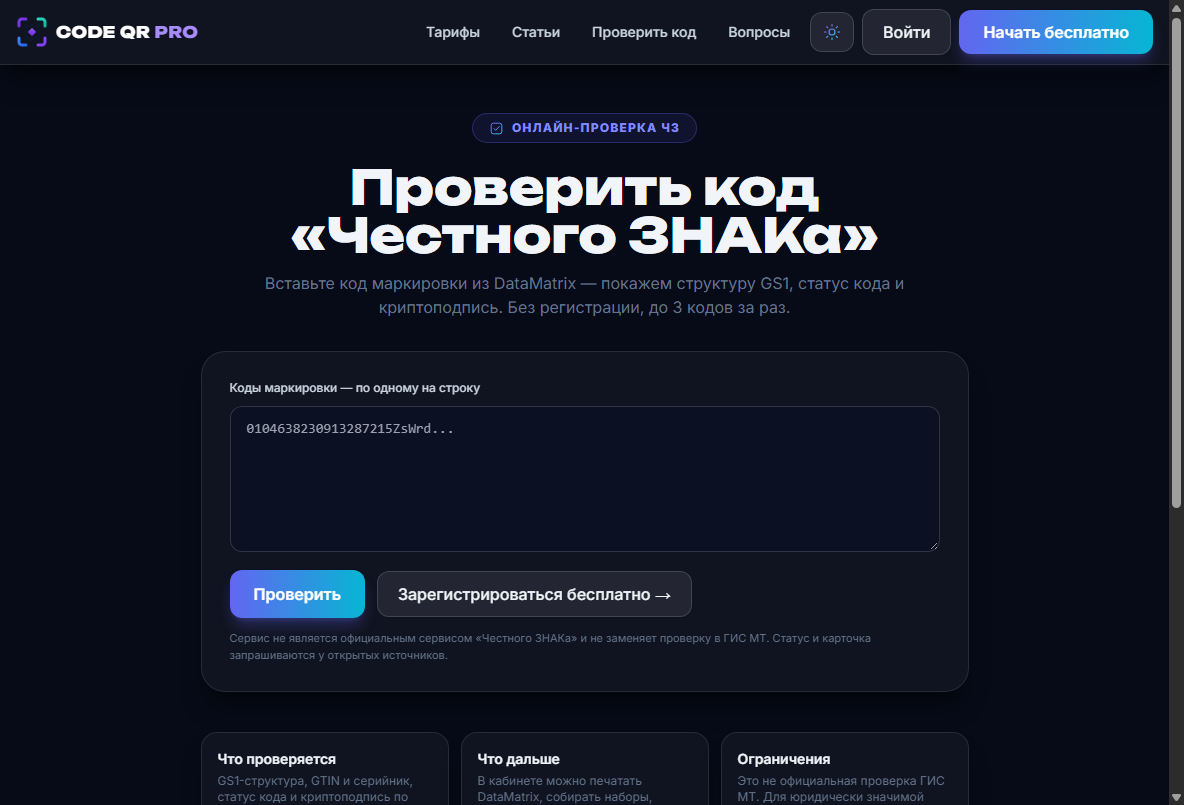 CODE QR PRO
Тарифы
Статьи
Проверить код
Вопросы
Войти
Начать бесплатно
ОНЛАЙН-ПРОВЕРКА ЧЗ
Проверить код
«Честного ЗНАКа»
Вставьте код маркировки из DataMatrix — покажем структуру GS1, статус кода и
криптоподпись. Без регистрации, до 3 кодов за раз.
Коды маркировки — по одному на строку
0104638230913287215ZsWrd...
Проверить
Зарегистрироваться бесплатно →
Сервис не является официальным сервисом «Честного ЗНАКа» и не заменяет проверку в ГИС МТ. Статус и карточка
запрашиваются у открытых источников.
Что проверяется
GS1-структура, GTIN и серийник,
статус кода и криптоподпись по
Что дальше
В кабинете можно печатать
DataMatrix, собирать наборы,
Ограничения
Это не официальная проверка ГИС
МТ. Для юридически значимой